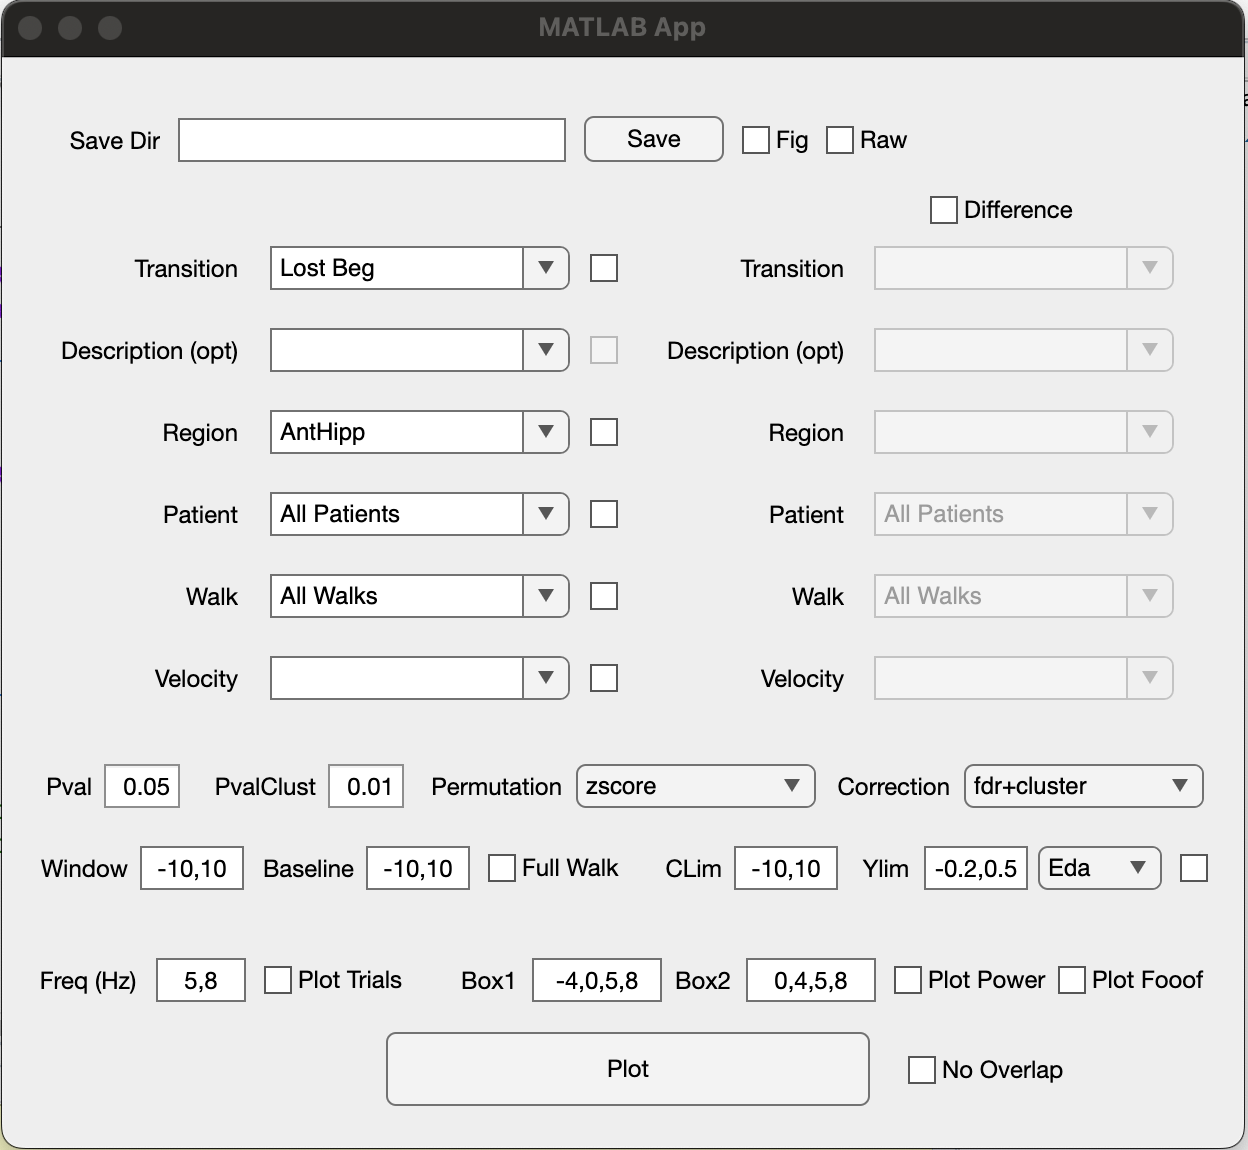 MATLAB App
Save Dir Save Fig Raw
Difference
Transition Lost Beg Transition
Description (opt) Description (opt)
Region AntHipp Region
Patient All Patients Patient All Patients
Walk All Walks Walk All Walks
Velocity Velocity
Pval 0.05 PvalClust 0.01 Permutation zscore Correction fdr+cluster
Window -10,10 Baseline -10,10 Full Walk CLim -10,10 Ylim -0.2,0.5 Eda
Freq (Hz) 5,8 Plot Trials Box1 -4,0,5,8 Box2 0,4,5,8 Plot Power Plot Fooof
Plot No Overlap